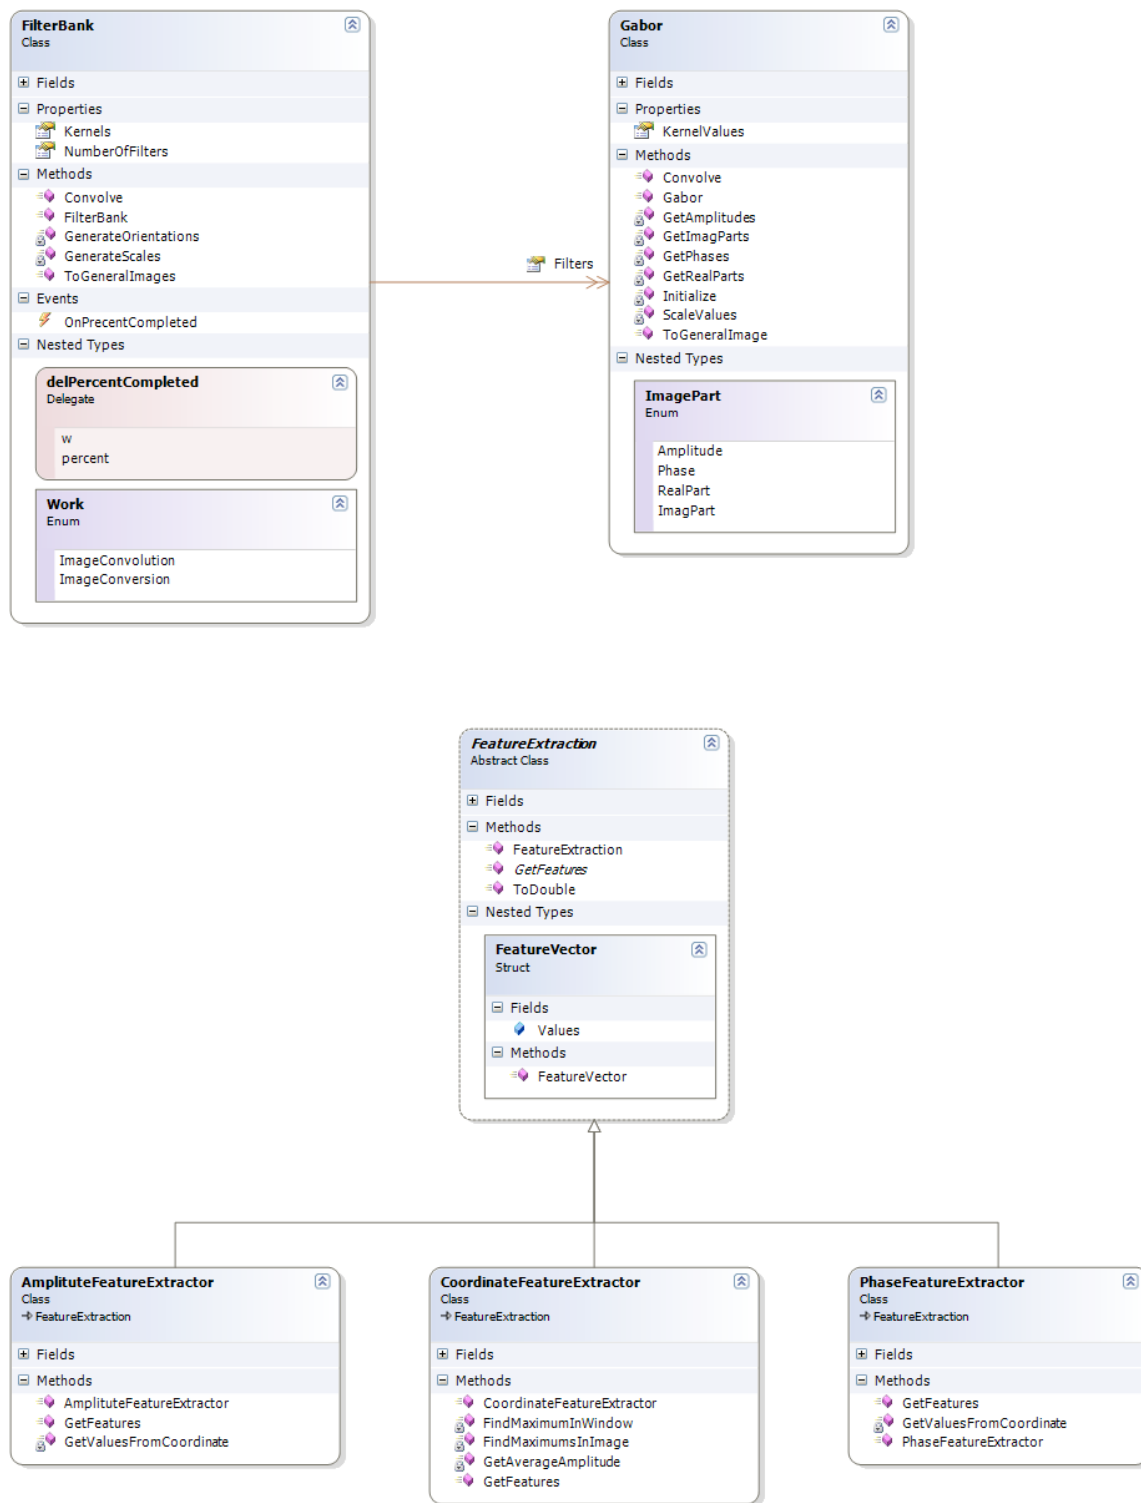 FilterBank
Class
Fields
Properties
Kernels
NumberOfFilters
Methods
Convolve
FilterBank
GenerateOrientations
GenerateScales
ToGeneralImages
Events
OnPrecentCompleted
Nested Types
delPercentCompleted
Delegate
w
percent
Work
Enum
ImageConvolution
ImageConversion
Filters
Gabor
Class
Fields
Properties
KernelValues
Methods
Convolve
Gabor
GetAmplitudes
GetImagParts
GetPhases
GetRealParts
Initialize
ScaleValues
ToGeneralImage
Nested Types
ImagePart
Enum
Amplitude
Phase
RealPart
ImagPart
FeatureExtraction
Abstract Class
Fields
Methods
FeatureExtraction
GetFeatures
ToDouble
Nested Types
FeatureVector
Struct
Fields
Values
Methods
FeatureVector
AmplituteFeatureExtractor
Class
FeatureExtraction
Fields
Methods
AmplituteFeatureExtractor
GetFeatures
GetValuesFromCoordinate
CoordinateFeatureExtractor
Class
FeatureExtraction
Fields
Methods
CoordinateFeatureExtractor
FindMaximumInWindow
FindMaximumsInImage
GetAverageAmplitude
GetFeatures
PhaseFeatureExtractor
Class
FeatureExtraction
Fields
Methods
GetFeatures
GetValuesFromCoordinate
PhaseFeatureExtractor